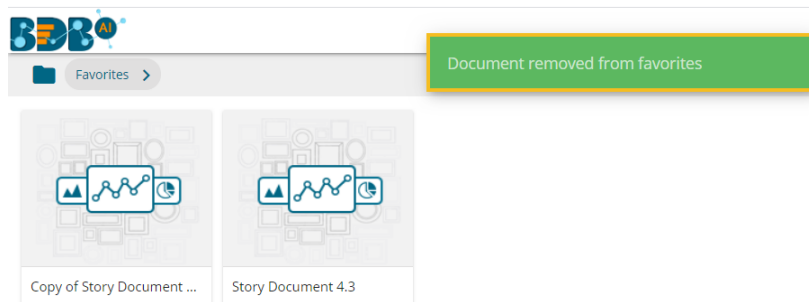 BDB AI
Document removed from favorites
Favorites
Copy of Story Document ...
Story Document 4.3